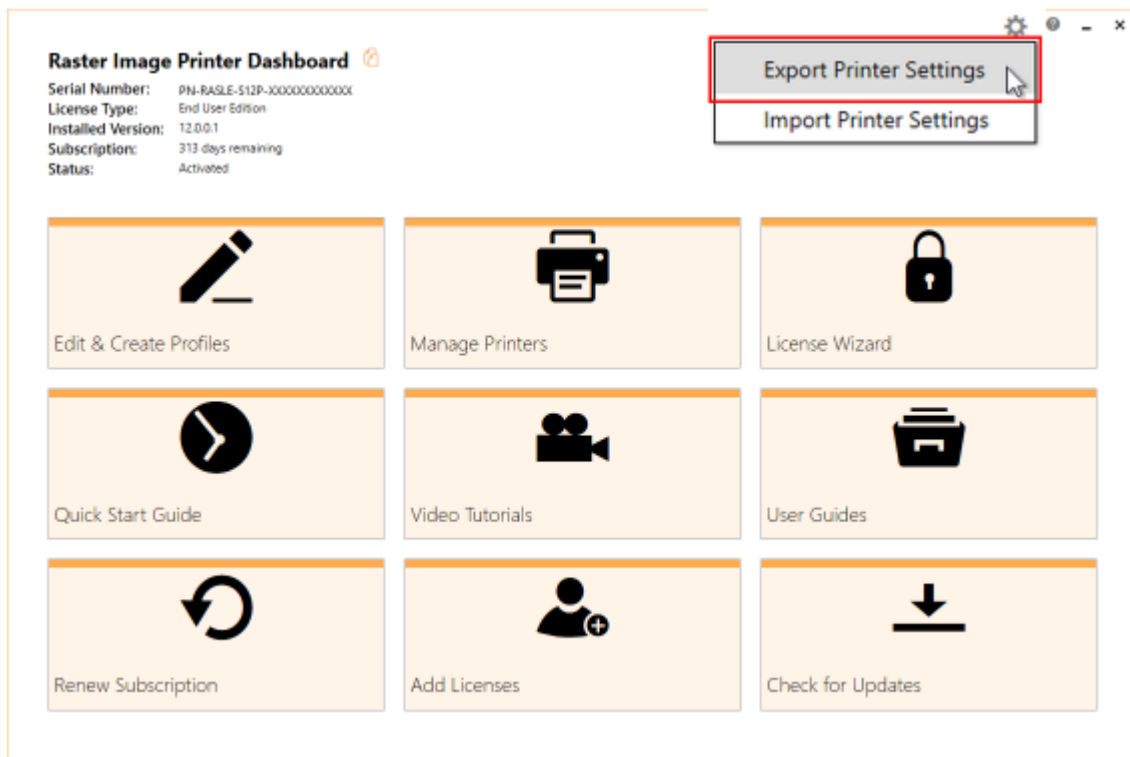 Raster Image Printer Dashboard
Serial Number: PN-RASLE-S12P-XXXXXXXXXXXX
License Type: End User Edition
Installed Version: 12.0.0.1
Subscription: 313 days remaining
Status: Activated
Export Printer Settings
Import Printer Settings
Edit & Create Profiles
Manage Printers
License Wizard
Quick Start Guide
Video Tutorials
User Guides
Renew Subscription
Add Licenses
Check for Updates